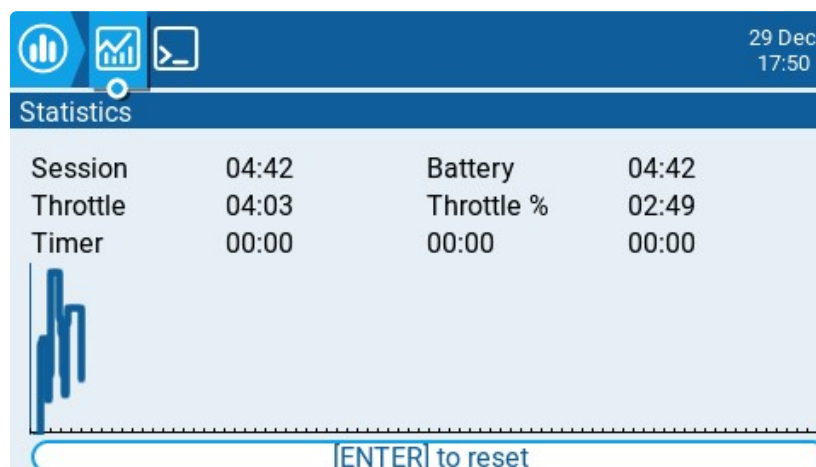 29 Dec
17:50
Statistics
Session 04:42 Battery 04:42
Throttle 04:03 Throttle % 02:49
Timer 00:00 00:00 00:00
[ENTER] to reset